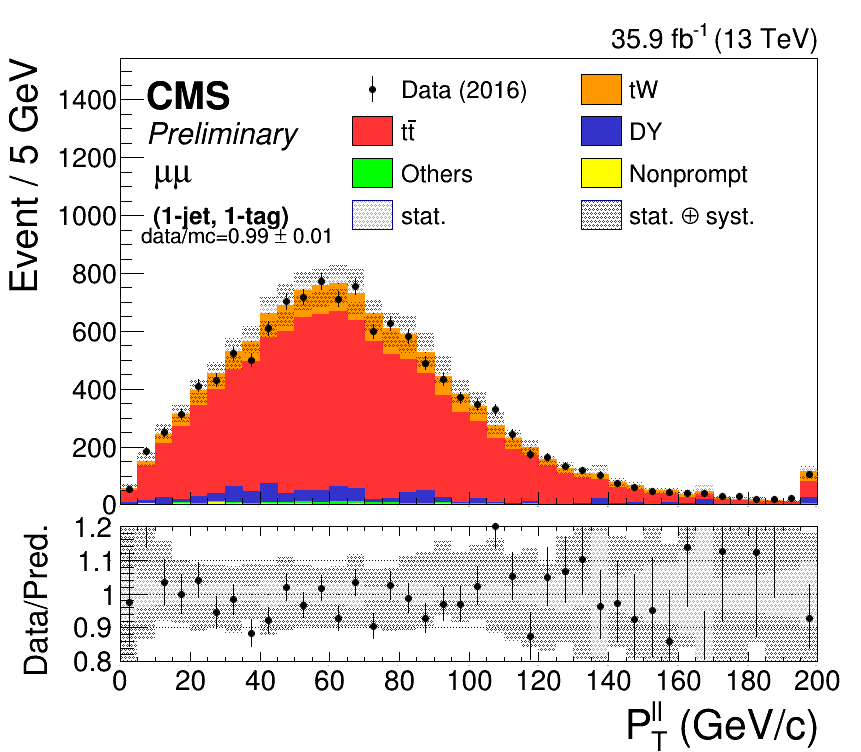 35.9 fb⁻¹ (13 TeV)
Event / 5 GeV
1400
1200
1000
800
600
400
200
0
CMS
Preliminary
μμ
(1-jet, 1-tag)
data/mc=0.99 ± 0.01
Data (2016)
tW
tt̄
DY
Others
Nonprompt
stat.
stat. ⊕ syst.
Data/Pred.
1.2
1.1
1
0.9
0.8
0 20 40 60 80 100 120 140 160 180 200
P_T^ll (GeV/c)